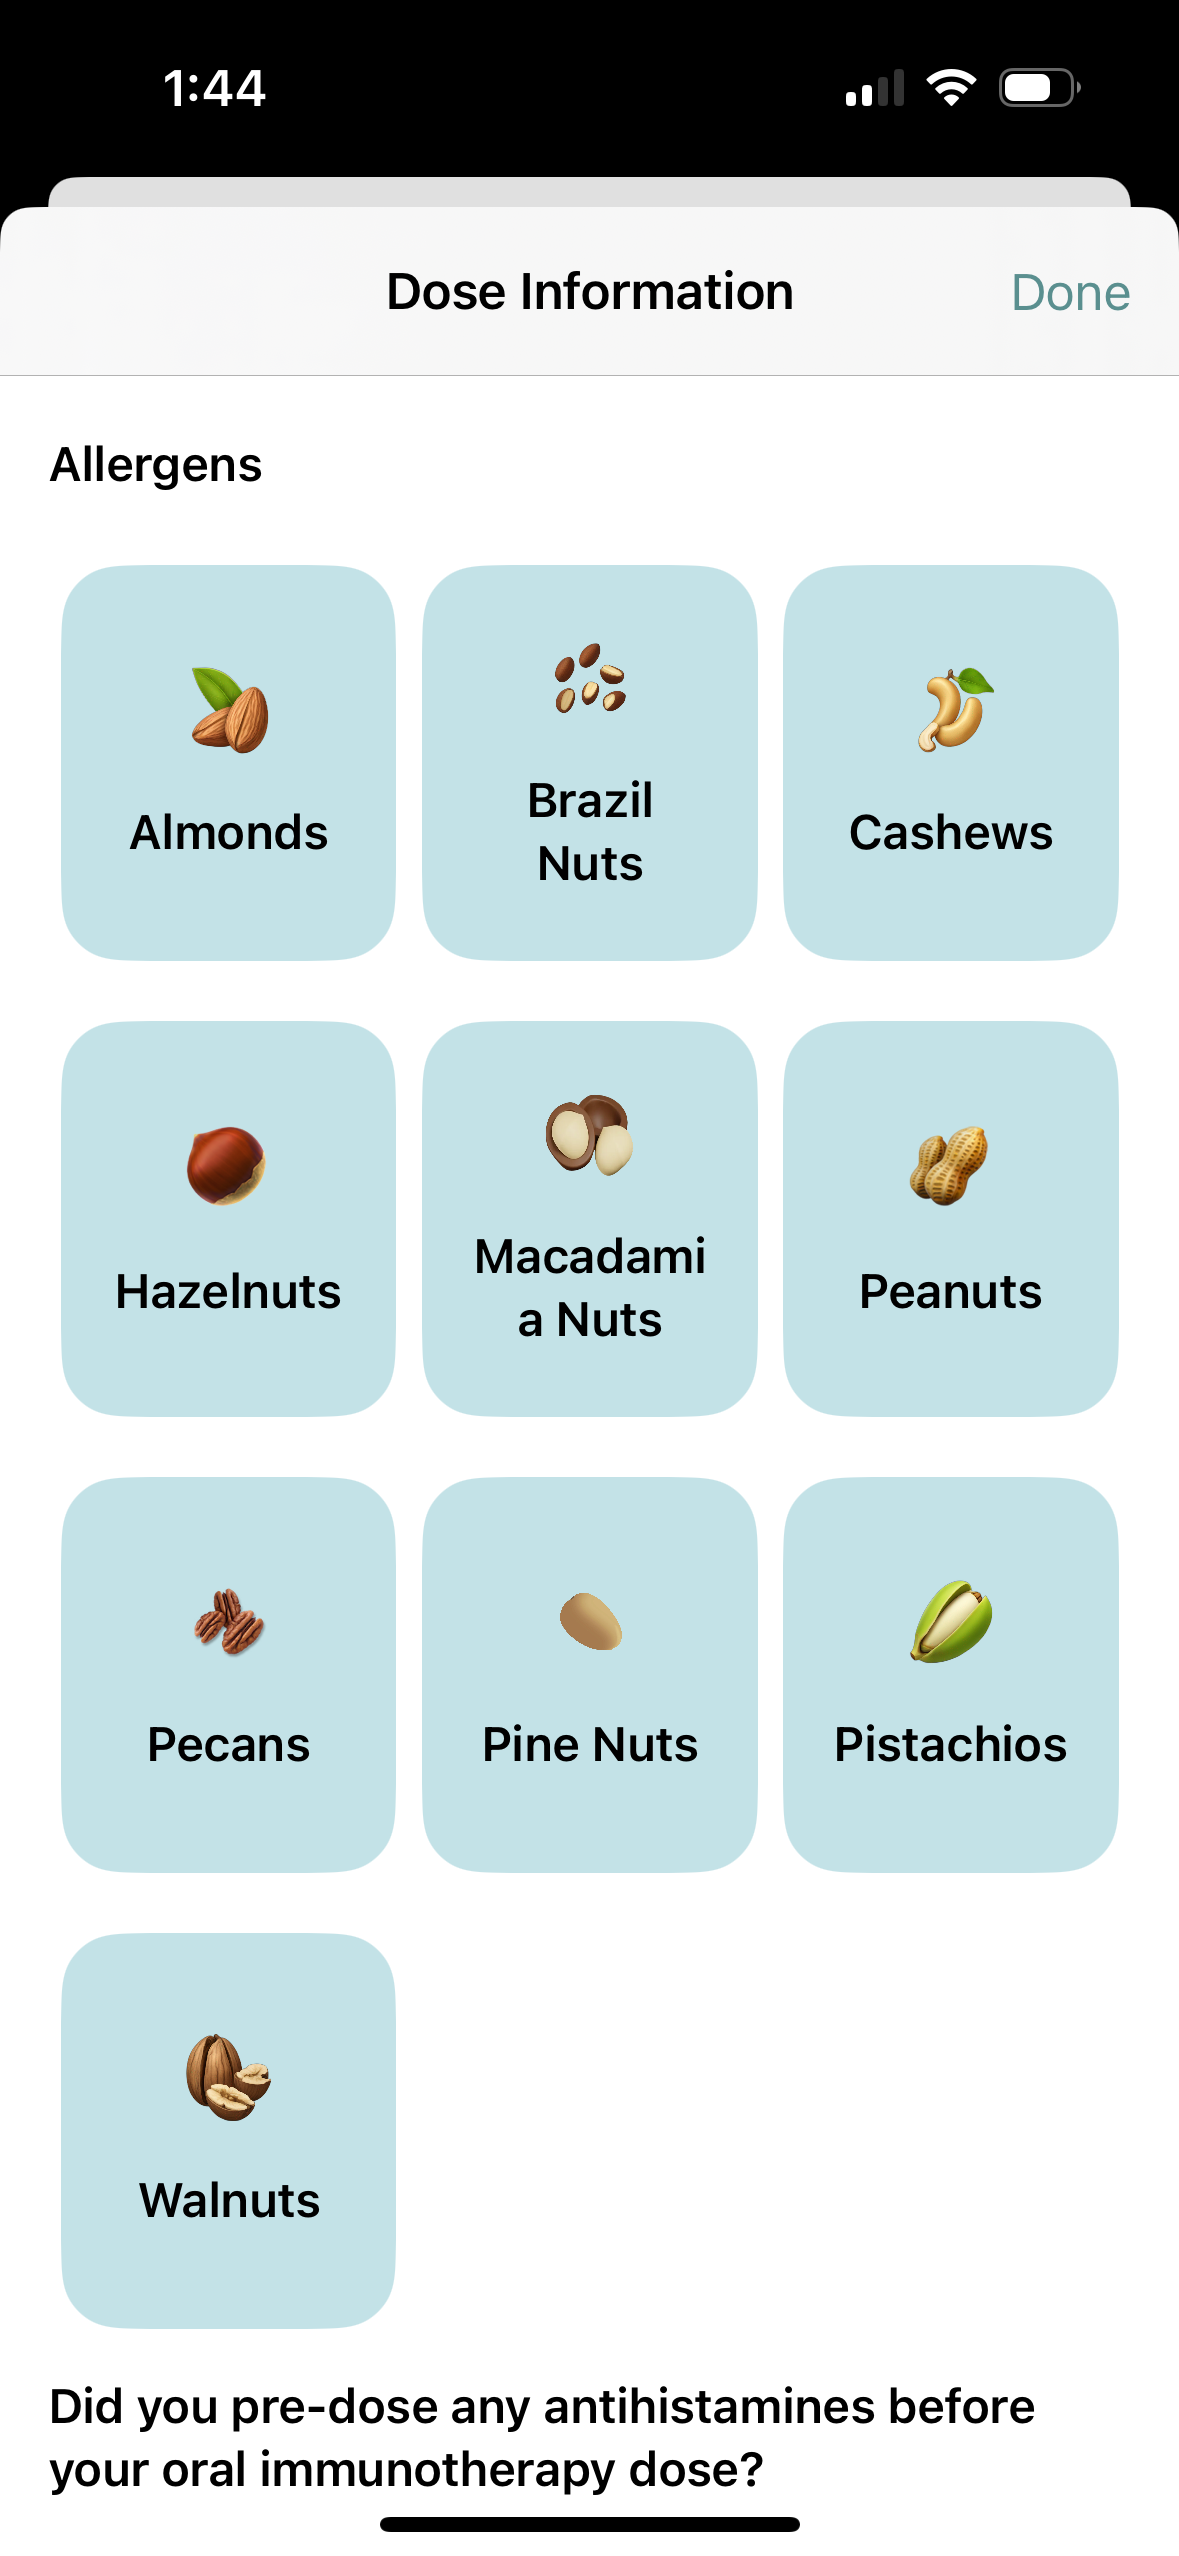 1:44
Dose Information
Done
Allergens
Almonds
Brazil
Nuts
Cashews
Hazelnuts
Macadami
a Nuts
Peanuts
Pecans
Pine Nuts
Pistachios
Walnuts
Did you pre-dose any antihistamines before
your oral immunotherapy dose?